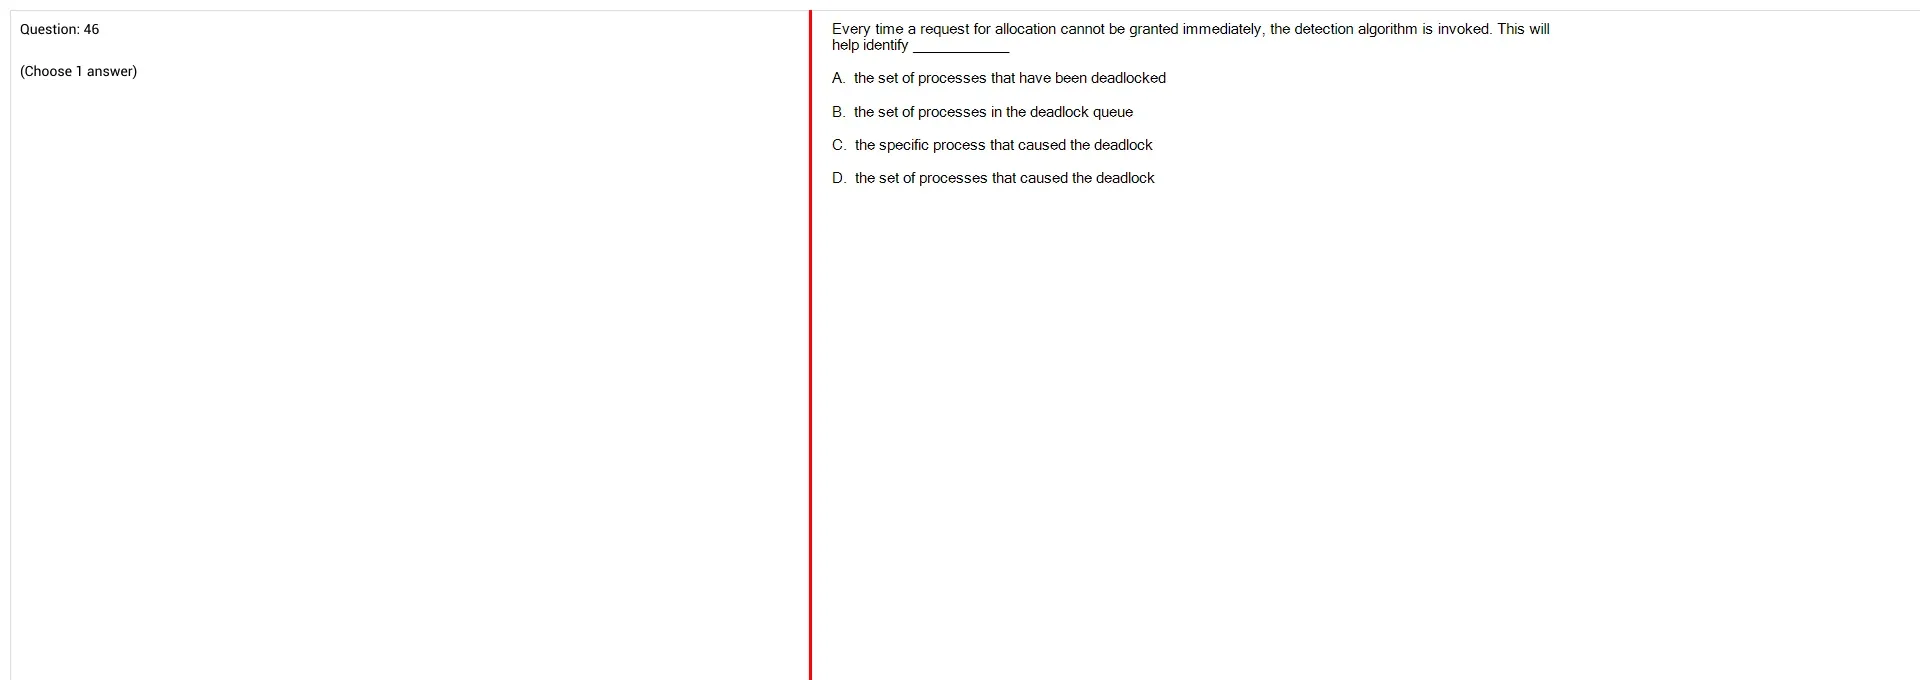 Question: 46
(Choose 1 answer)
Every time a request for allocation cannot be granted immediately, the detection algorithm is invoked. This will
help identify ____________
A. the set of processes that have been deadlocked
B. the set of processes in the deadlock queue
C. the specific process that caused the deadlock
D. the set of processes that caused the deadlock